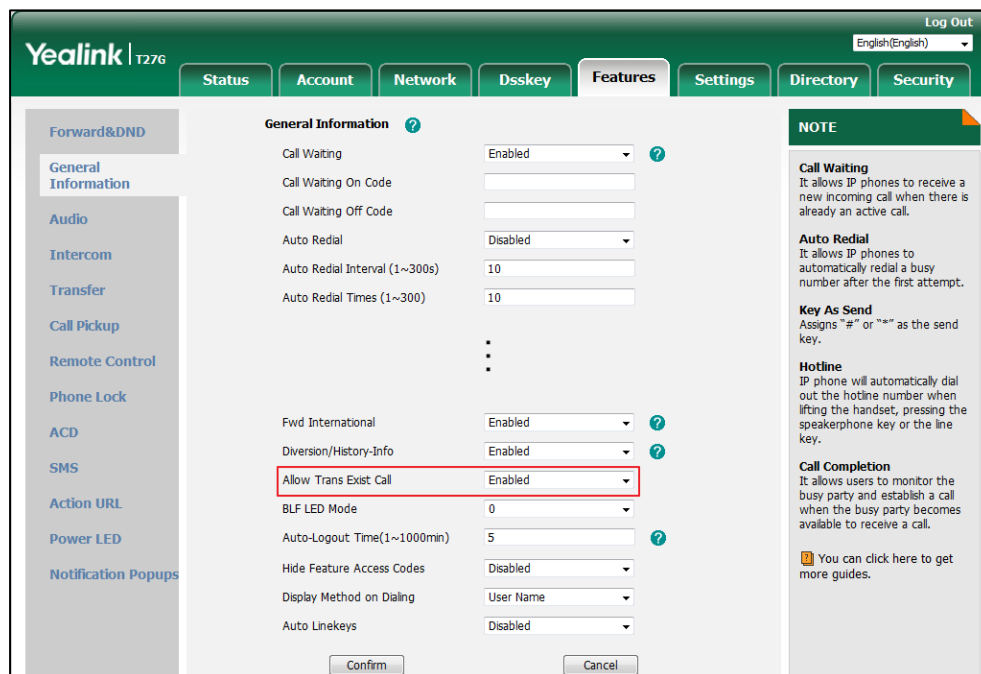 Log Out
English(English)
Yealink T27G
Status Account Network Dsskey Features Settings Directory Security
Forward&DND
General
Information
Audio
Intercom
Transfer
Call Pickup
Remote Control
Phone Lock
ACD
SMS
Action URL
Power LED
Notification Popups
General Information ?
Call Waiting Enabled ?
Call Waiting On Code
Call Waiting Off Code
Auto Redial Disabled
Auto Redial Interval (1~300s) 10
Auto Redial Times (1~300) 10
Fwd International Enabled ?
Diversion/History-Info Enabled ?
Allow Trans Exist Call Enabled
BLF LED Mode 0
Auto-Logout Time(1~1000min) 5 ?
Hide Feature Access Codes Disabled
Display Method on Dialing User Name
Auto Linekeys Disabled
Confirm Cancel
NOTE
Call Waiting
It allows IP phones to receive a
new incoming call when there is
already an active call.
Auto Redial
It allows IP phones to
automatically redial a busy
number after the first attempt.
Key As Send
Assigns "#" or "*" as the send
key.
Hotline
IP phone will automatically dial
out the hotline number when
lifting the handset, pressing the
speakerphone key or the line
key.
Call Completion
It allows users to monitor the
busy party and establish a call
when the busy party becomes
available to receive a call.
? You can click here to get
more guides.